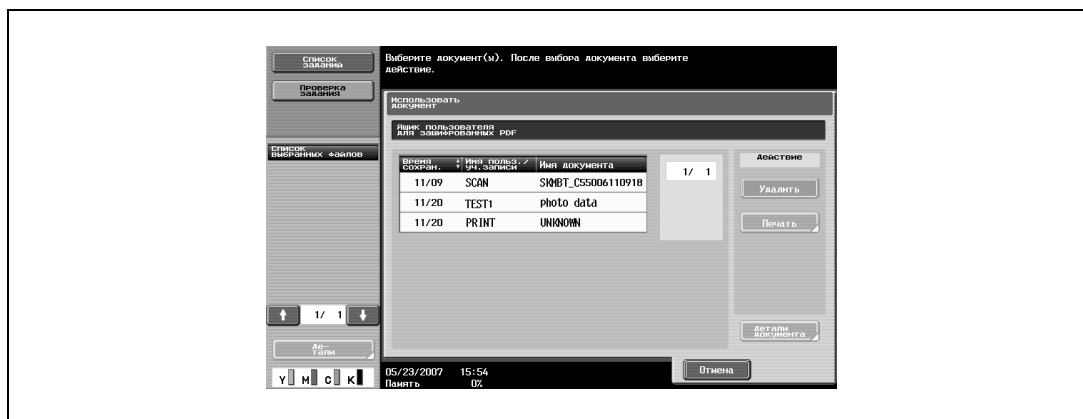 Список
заданий
Выберите документ(ы). После выбора документа выберите
действие.
Проверка
задания
Использовать
документ
Ящик пользователя
для зашифрованных PDF
Список
выбранных файлов
Время
сохран.
Имя польз./
уч.записи
Имя документа
1/ 1
Действие
11/09 SCAN SKMBT_C55006110918
11/20 TEST1 photo data
11/20 PRINT UNKNOWN
Удалить
Печать
1/ 1
Детали
документа
Де-
тали
Отмена
Y M C K
05/23/2007 15:54
Память 0%